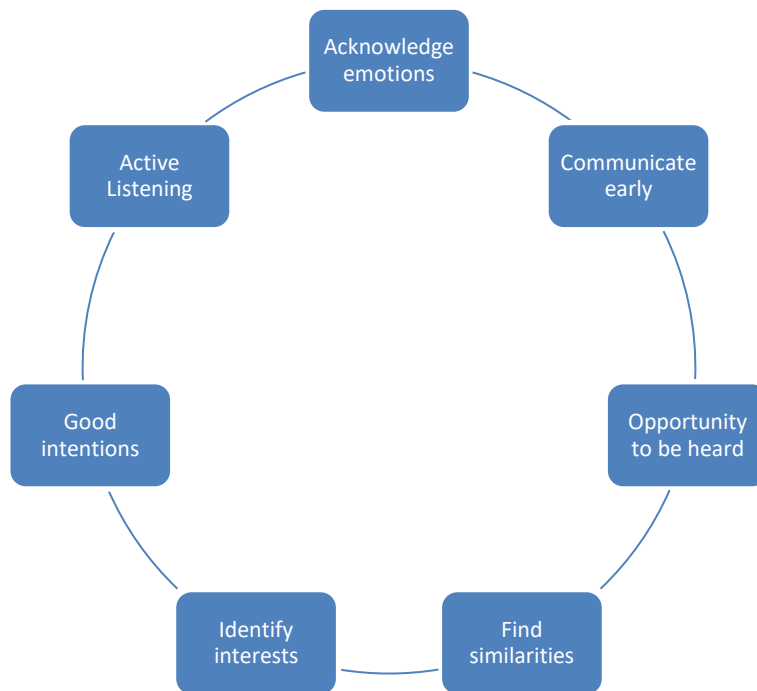 Acknowledge
emotions
Communicate
early
Opportunity
to be heard
Find
similarities
Identify
interests
Good
intentions
Active
Listening